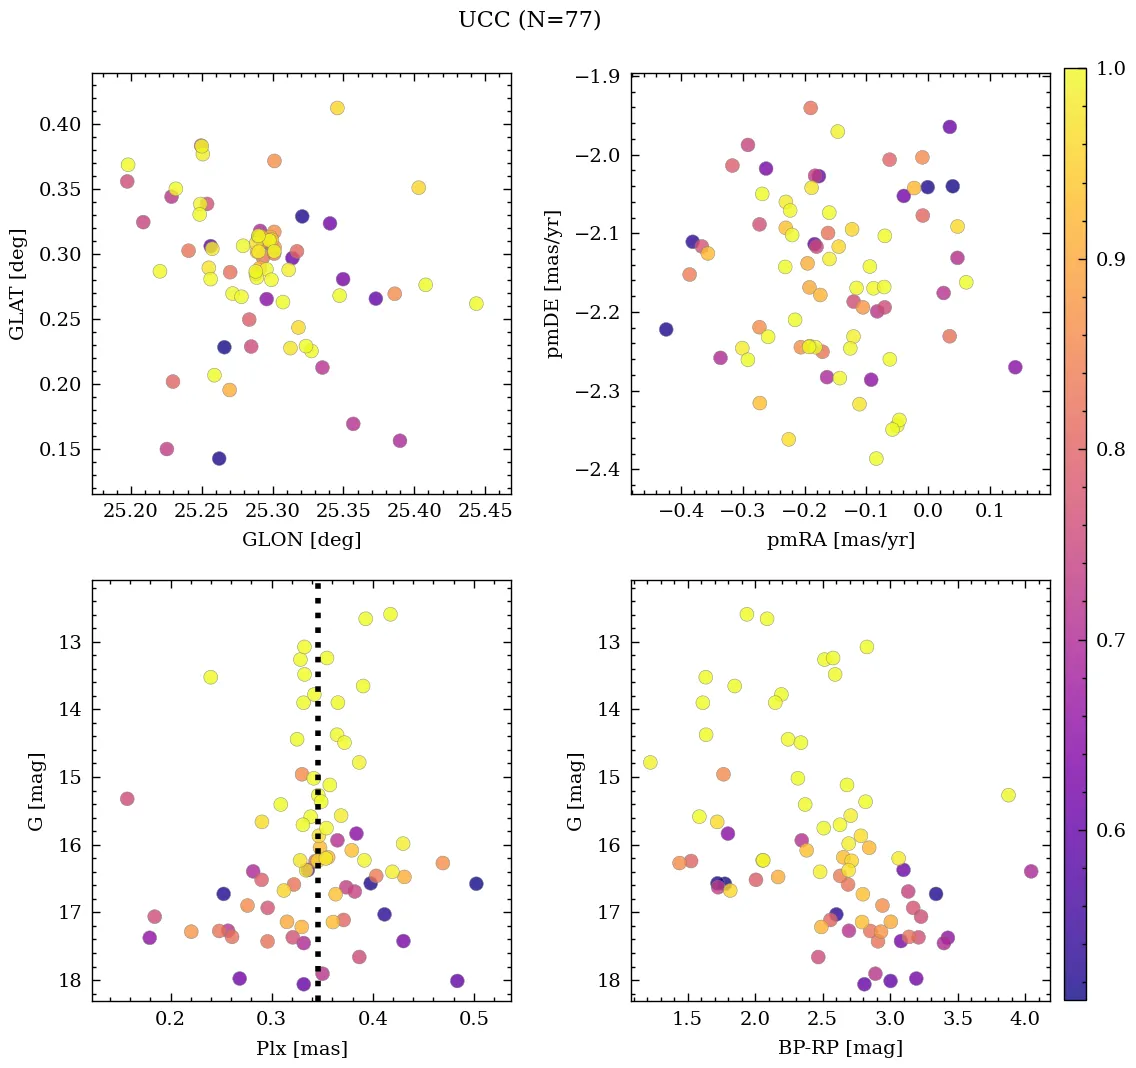 UCC (N=77)
0.40
0.35
0.30
0.25
0.20
0.15
GLAT [deg]
25.20 25.25 25.30 25.35 25.40 25.45
GLON [deg]
−1.9
−2.0
−2.1
−2.2
−2.3
−2.4
pmDE [mas/yr]
−0.4 −0.3 −0.2 −0.1 0.0 0.1
pmRA [mas/yr]
13
14
15
16
17
18
G [mag]
0.2 0.3 0.4 0.5
Plx [mas]
13
14
15
16
17
18
G [mag]
1.5 2.0 2.5 3.0 3.5 4.0
BP-RP [mag]
1.0
0.9
0.8
0.7
0.6